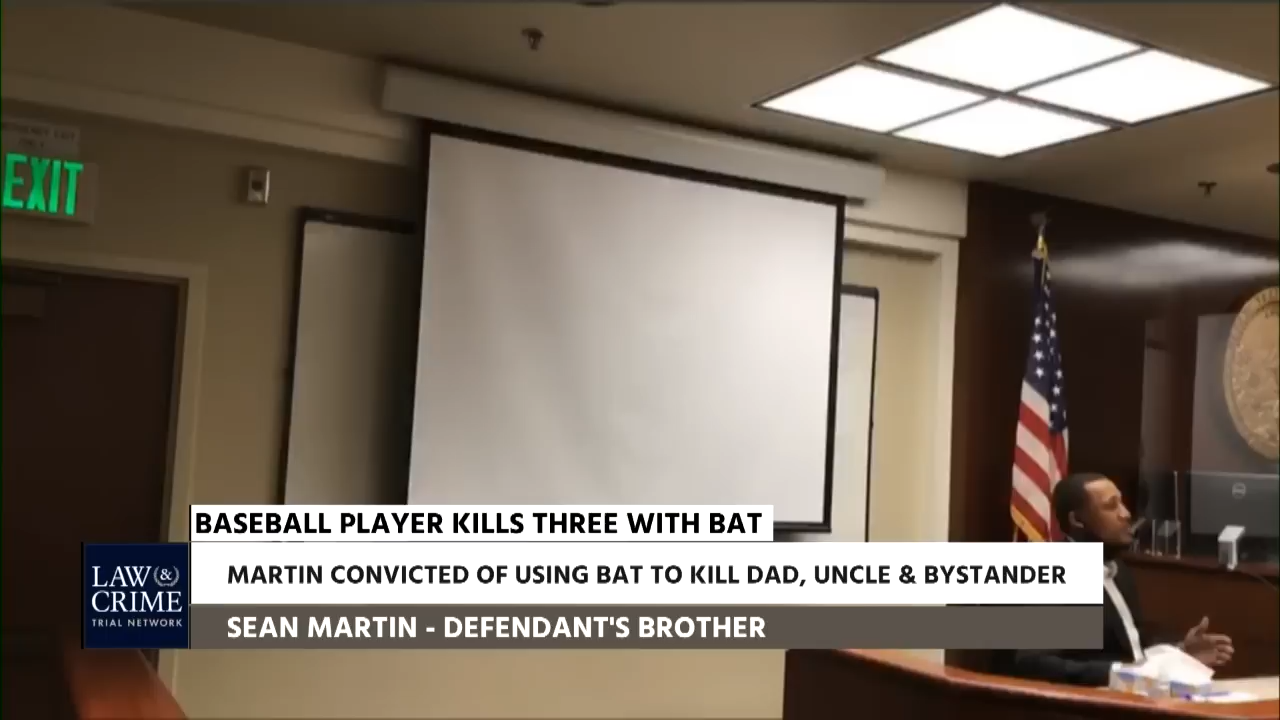 EXIT
BASEBALL PLAYER KILLS THREE WITH BAT
MARTIN CONVICTED OF USING BAT TO KILL DAD, UNCLE & BYSTANDER
SEAN MARTIN - DEFENDANT'S BROTHER
LAW &
CRIME
TRIAL NETWORK
DELL